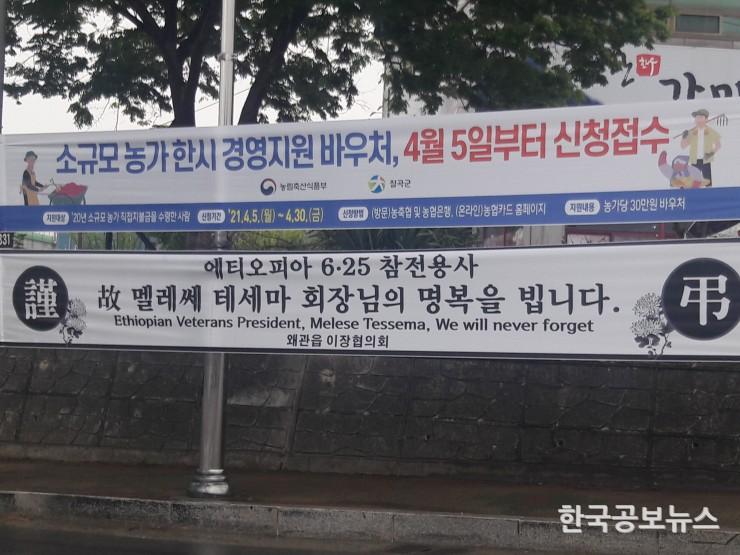 한우
소규모 농가 한시 경영지원 바우처, 4월 5일부터 신청접수
농림축산식품부 칠곡군
지원대상 '20년 소규모 농가 직접지불금을 수령한 사람 신청기간 '21.4.5.(월) ~ 4.30.(금) 신청방법 (방문)농축협 및 농협은행, (온라인)농협카드 홈페이지 지원내용 농가당 30만원 바우처
331
에티오피아 6·25 참전용사
謹 故 멜레쎄 테세마 회장님의 명복을 빕니다. 弔
Ethiopian Veterans President, Melese Tessema, We will never forget
왜관읍 이장협의회
한국공보뉴스